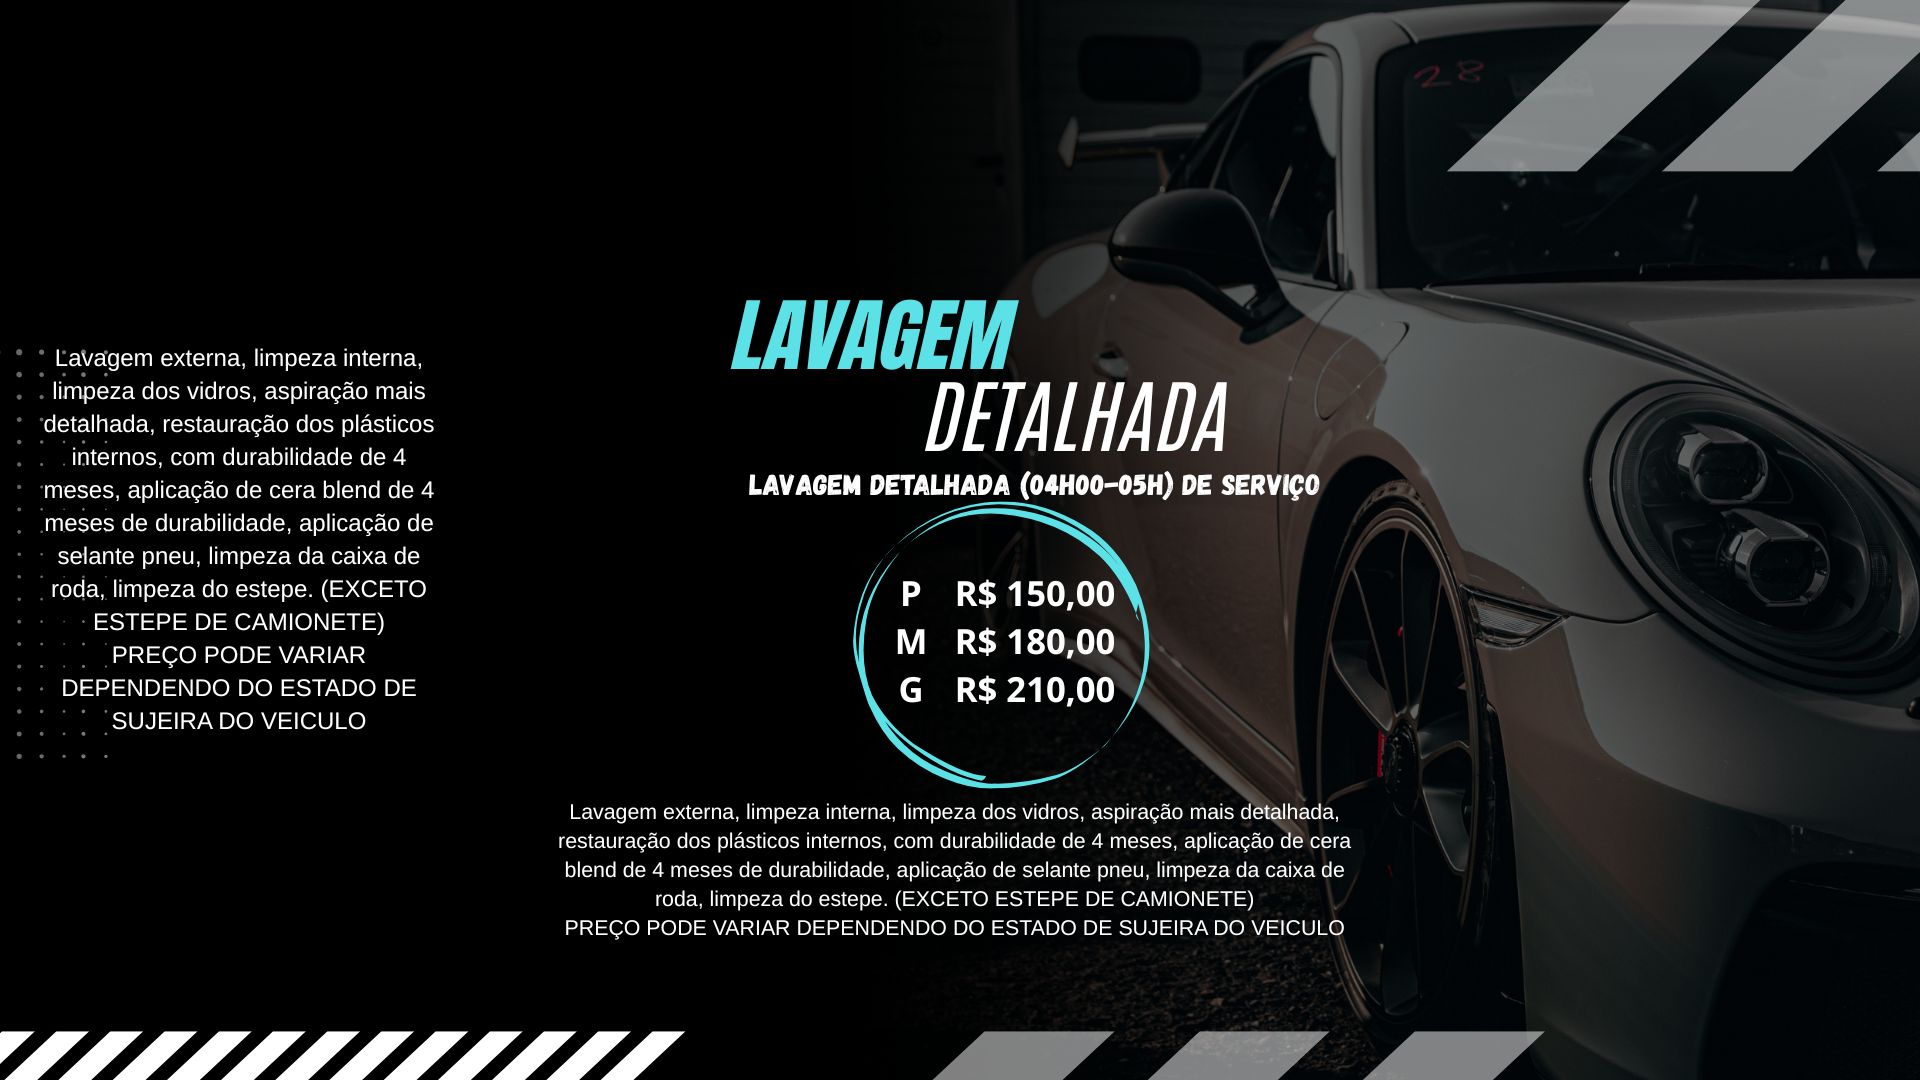 28
LAVAGEM
DETALHADA
LAVAGEM DETALHADA (04H00-05H) DE SERVIÇO
Lavagem externa, limpeza interna,
limpeza dos vidros, aspiração mais
detalhada, restauração dos plásticos
internos, com durabilidade de 4
meses, aplicação de cera blend de 4
meses de durabilidade, aplicação de
selante pneu, limpeza da caixa de
roda, limpeza do estepe. (EXCETO
ESTEPE DE CAMIONETE)
PREÇO PODE VARIAR
DEPENDENDO DO ESTADO DE
SUJEIRA DO VEICULO
P R$ 150,00
M R$ 180,00
G R$ 210,00
Lavagem externa, limpeza interna, limpeza dos vidros, aspiração mais detalhada,
restauração dos plásticos internos, com durabilidade de 4 meses, aplicação de cera
blend de 4 meses de durabilidade, aplicação de selante pneu, limpeza da caixa de
roda, limpeza do estepe. (EXCETO ESTEPE DE CAMIONETE)
PREÇO PODE VARIAR DEPENDENDO DO ESTADO DE SUJEIRA DO VEICULO